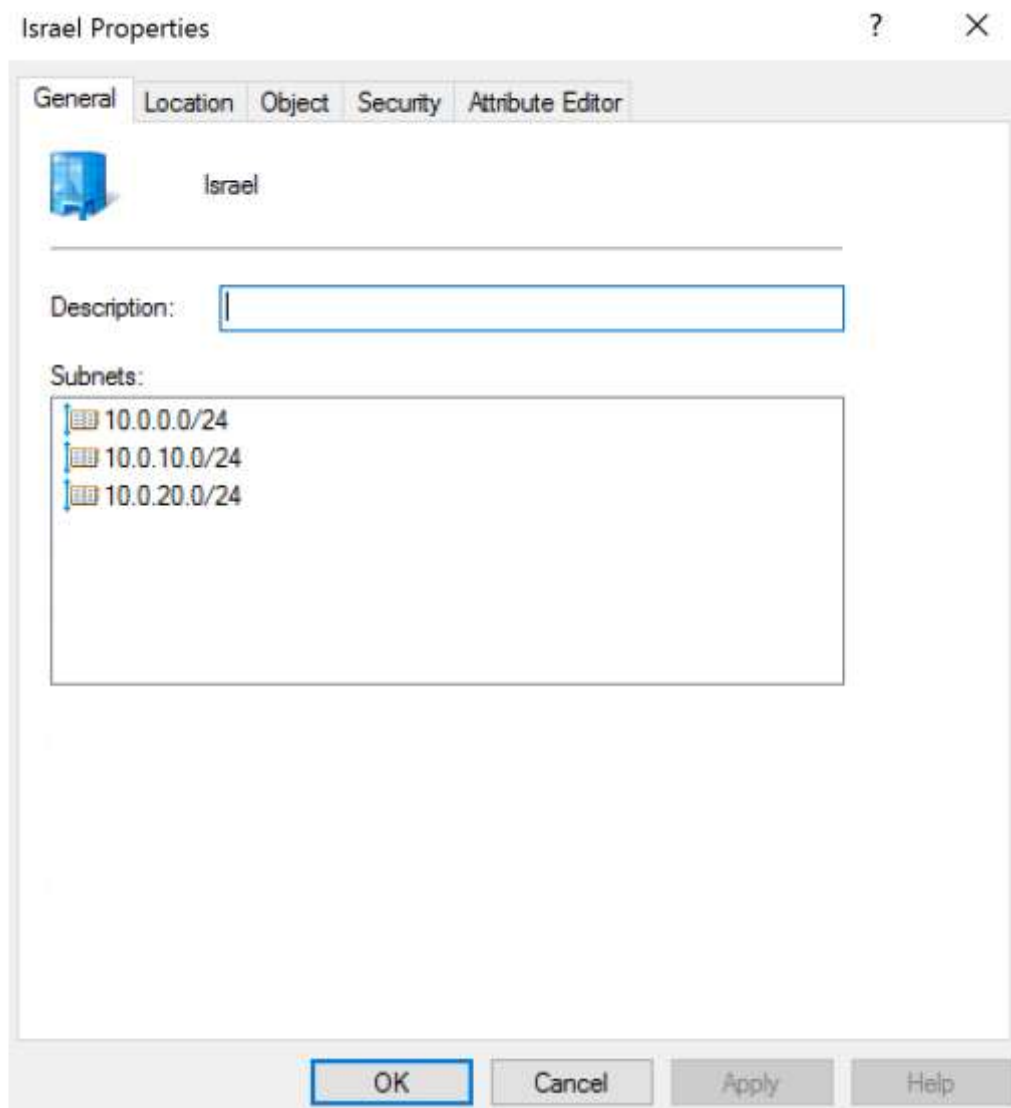 Israel Properties ? ×
General Location Object Security Attribute Editor
Israel
Description:
Subnets:
10.0.0.0/24
10.0.10.0/24
10.0.20.0/24
OK Cancel Apply Help